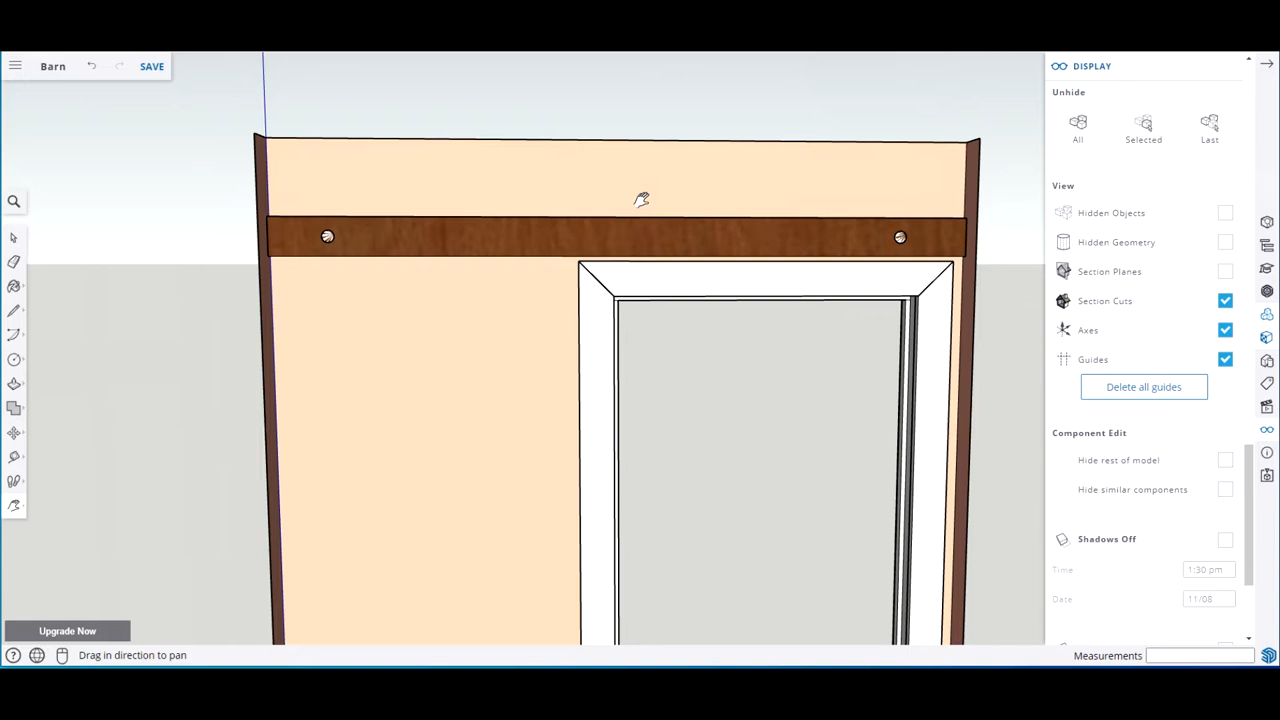 Barn SAVE
DISPLAY
Unhide
All Selected Last
View
Hidden Objects
Hidden Geometry
Section Planes
Section Cuts
Axes
Guides
Delete all guides
Component Edit
Hide rest of model
Hide similar components
Shadows Off
Time 1:30 pm
Date 11/08
Upgrade Now
Drag in direction to pan
Measurements